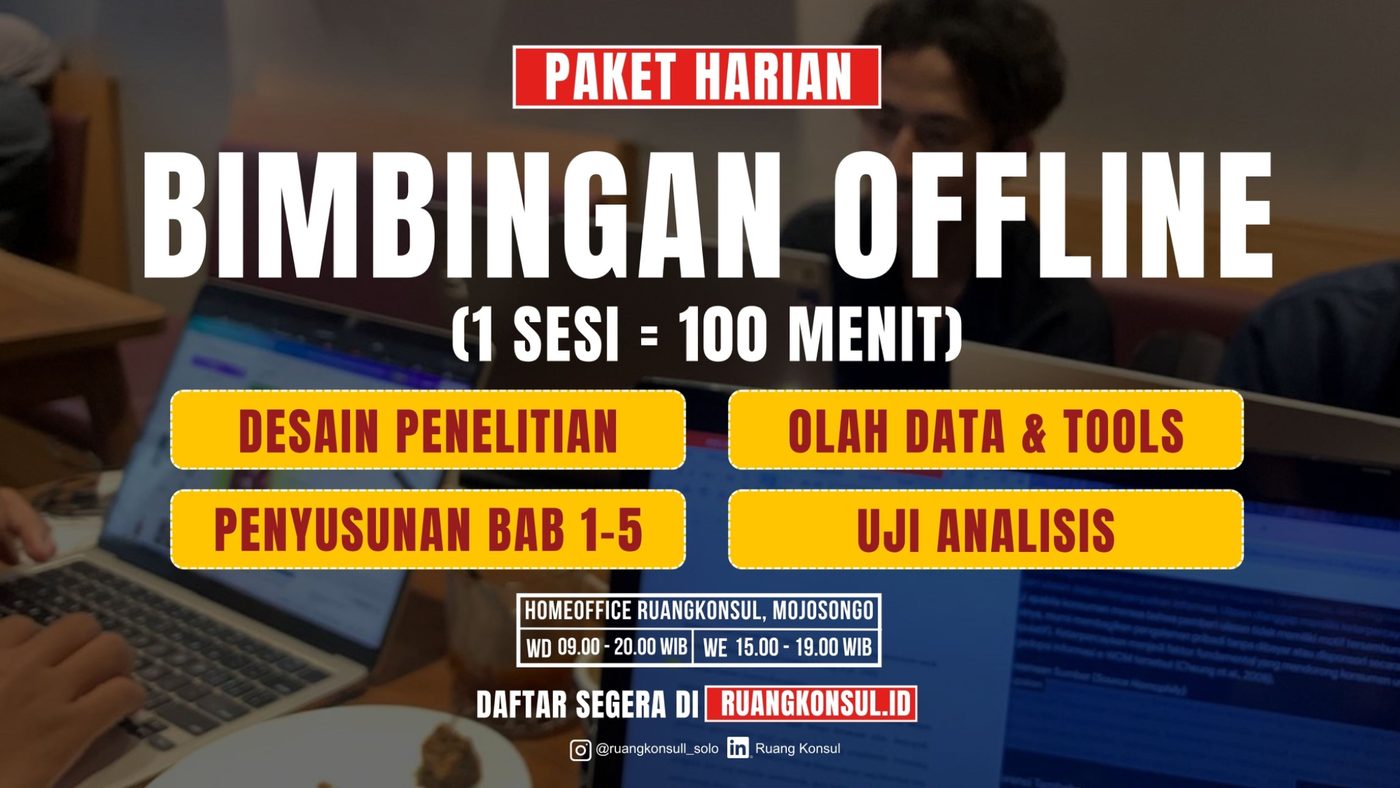 PAKET HARIAN
BIMBINGAN OFFLINE
(1 SESI = 100 MENIT)
DESAIN PENELITIAN
OLAH DATA & TOOLS
PENYUSUNAN BAB 1-5
UJI ANALISIS
HOMEOFFICE RUANGKONSUL, MOJOSONGO
WD 09.00 - 20.00 WIB
WE 15.00 - 19.00 WIB
DAFTAR SEGERA DI RUANGKONSUL.ID
@ruangkonsull_solo in Ruang Konsul